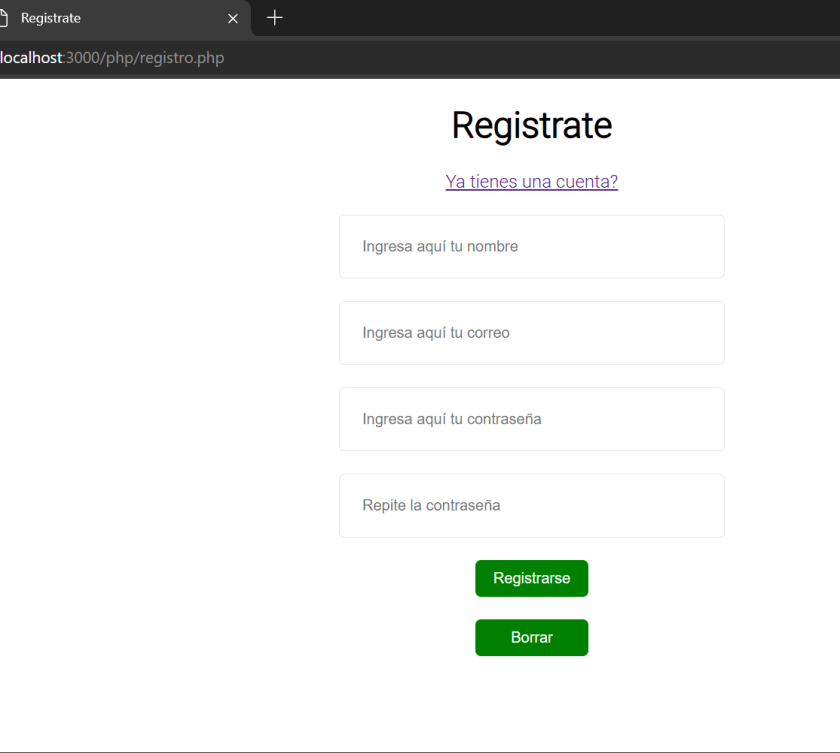 Registrate
localhost:3000/php/registro.php
Registrate
Ya tienes una cuenta?
Ingresa aquí tu nombre
Ingresa aquí tu correo
Ingresa aquí tu contraseña
Repite la contraseña
Registrarse
Borrar